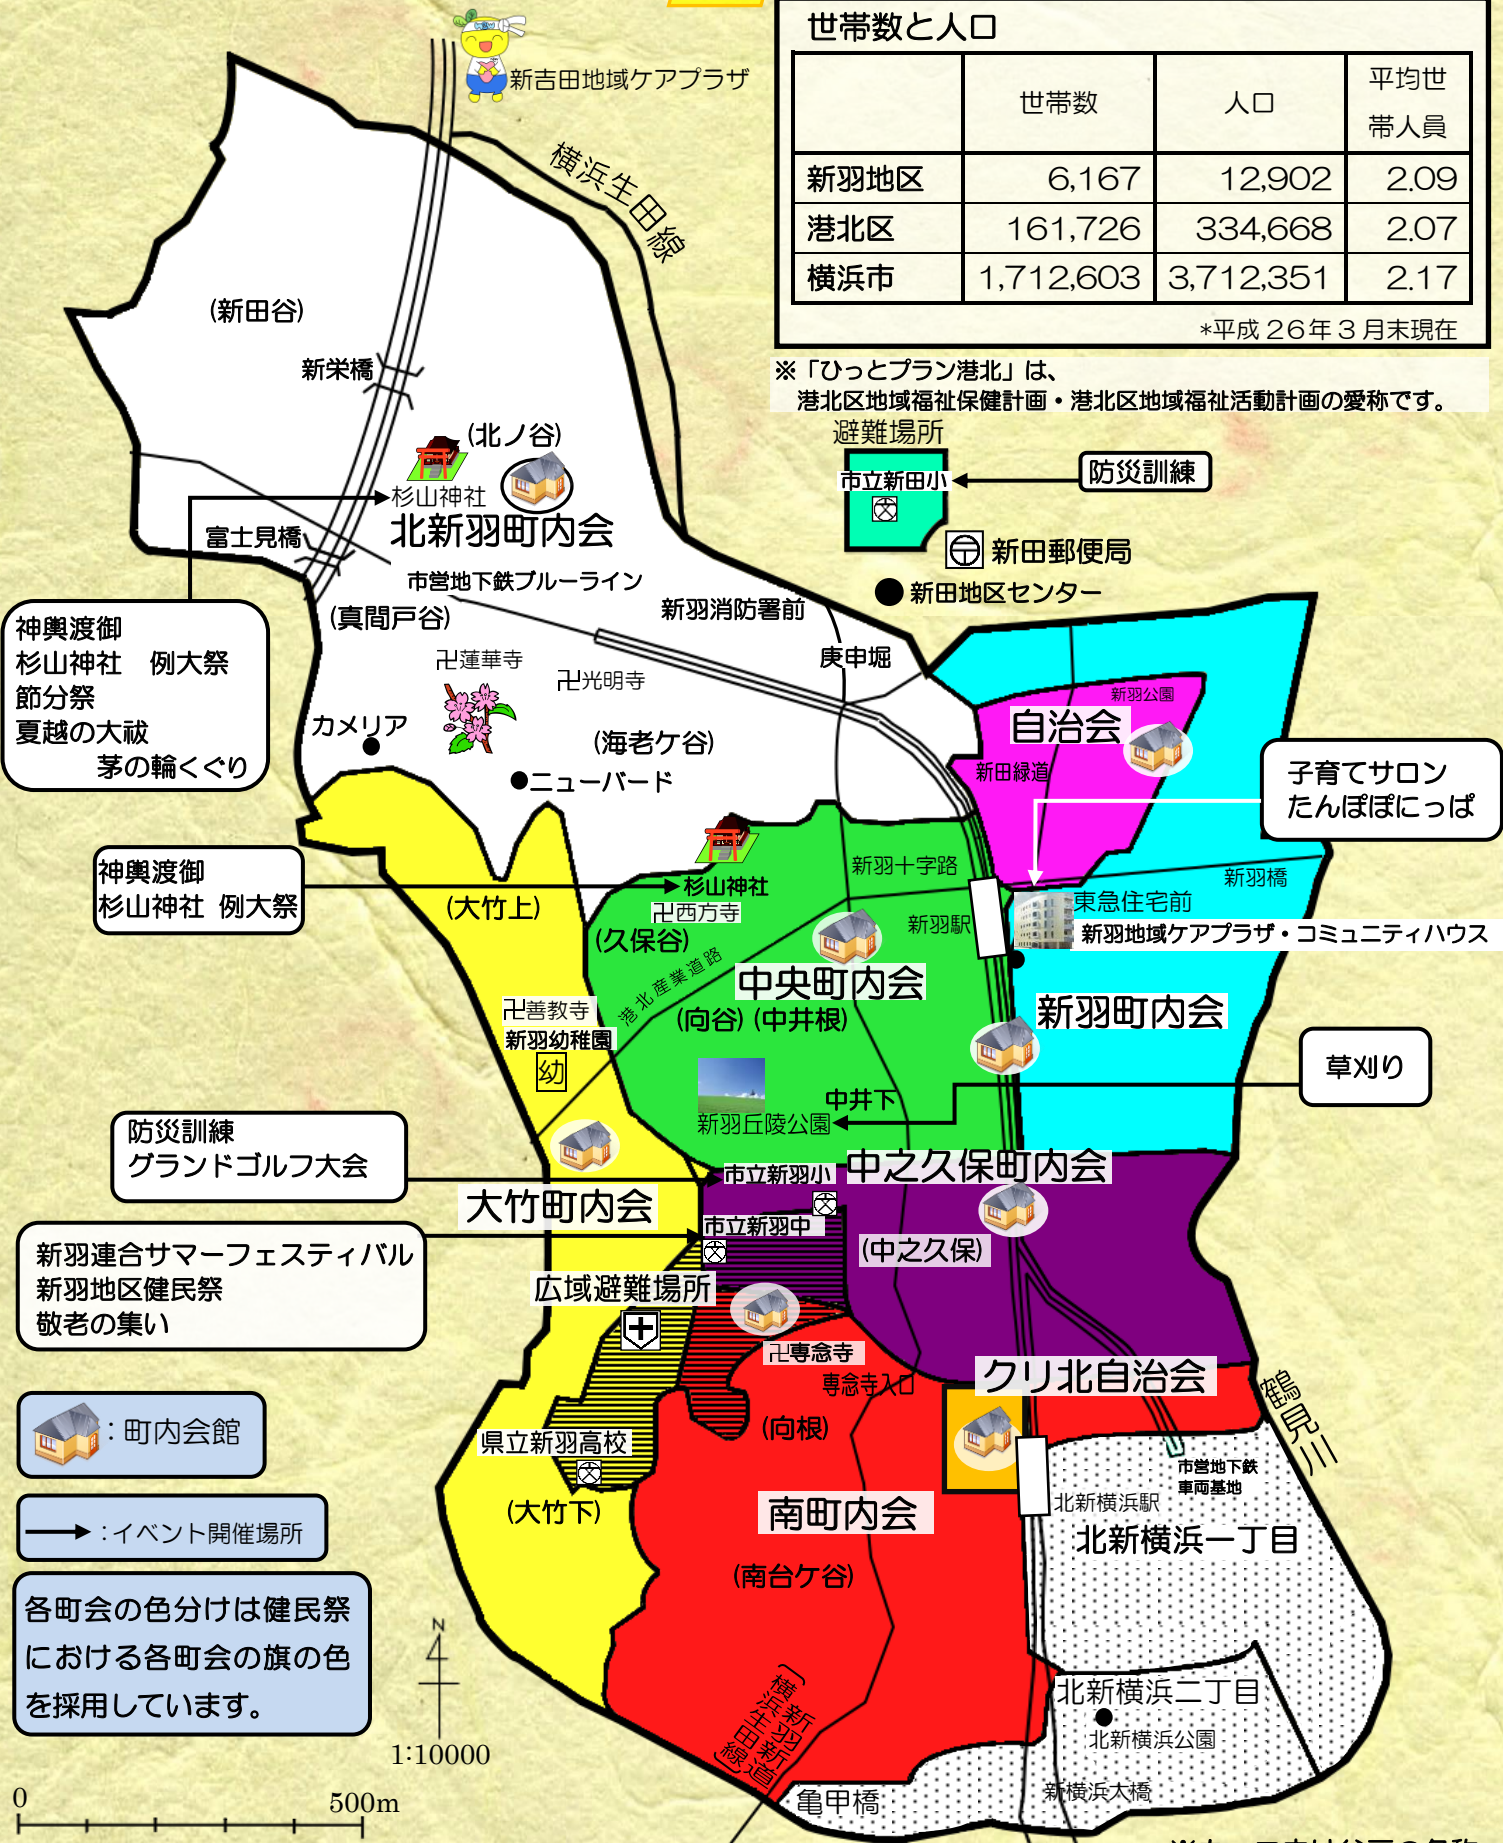 世帯数と人口
世帯数 人口 平均世
帯人員
新羽地区 6,167 12,902 2.09
港北区 161,726 334,668 2.07
横浜市 1,712,603 3,712,351 2.17
*平成26年3月末現在
※「ひっとプラン港北」は、
港北区地域福祉保健計画・港北区地域福祉活動計画の愛称です。
新吉田地域ケアプラザ
横浜生田線
(新田谷)
新栄橋
(北ノ谷)
杉山神社
北新羽町内会
富士見橋
市営地下鉄ブルーライン
(真間戸谷)
新羽消防署前
庚申堀
卍蓮華寺
卍光明寺
カメリア
(海老ケ谷)
ニューバード
避難場所
市立新田小
防災訓練
新田郵便局
新田地区センター
神輿渡御
杉山神社 例大祭
節分祭
夏越の大祓
茅の輪くぐり
新羽公園
自治会
新田緑道
子育てサロン
たんぽぽにっぱ
神輿渡御
杉山神社 例大祭
(大竹上)
杉山神社
卍西方寺
(久保谷)
新羽十字路
新羽駅
新羽橋
東急住宅前
新羽地域ケアプラザ・コミュニティハウス
港北産業道路
中央町内会
(向谷)(中井根)
新羽町内会
卍善教寺
新羽幼稚園
幼
草刈り
中井下
新羽丘陵公園
防災訓練
グランドゴルフ大会
市立新羽小
中之久保町内会
大竹町内会
市立新羽中
(中之久保)
新羽連合サマーフェスティバル
新羽地区健民祭
敬老の集い
広域避難場所
卍専念寺
専念寺入口
クリ北自治会
鶴見川
(向根)
県立新羽高校
(大竹下)
市営地下鉄
車両基地
北新横浜駅
北新横浜一丁目
南町内会
(南台ケ谷)
:町内会館
:イベント開催場所
各町会の色分けは健民祭
における各町会の旗の色
を採用しています。
N
1:10000
0 500m
新羽新道
(横浜生田線)
北新横浜二丁目
北新横浜公園
亀甲橋
新横浜大橋